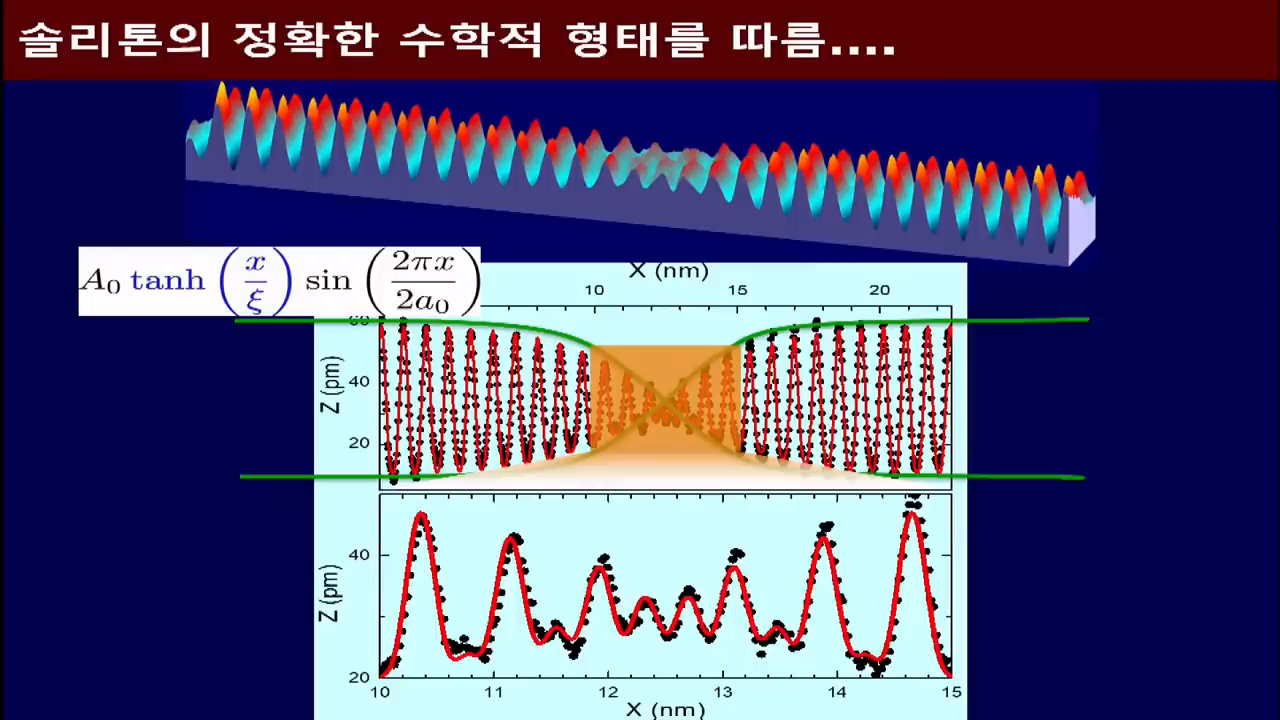 솔리톤의 정확한 수학적 형태를 따름....
A₀ tanh (x/ξ) sin (2πx/2a₀)
X (nm)
10 15 20
60
40
20
Z (pm)
40
20
Z (pm)
10 11 12 13 14 15
X (nm)